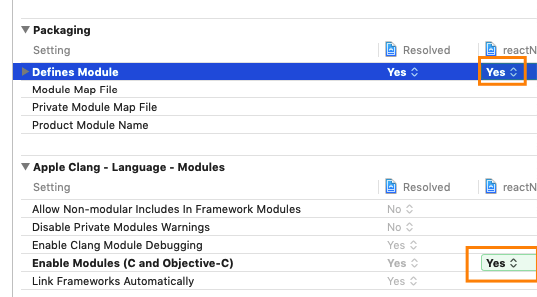 Packaging
Setting Resolved reactN
Defines Module Yes Yes
Module Map File
Private Module Map File
Product Module Name
Apple Clang - Language - Modules
Setting Resolved reactN
Allow Non-modular Includes In Framework Modules No
Disable Private Modules Warnings No
Enable Clang Module Debugging Yes
Enable Modules (C and Objective-C) Yes Yes
Link Frameworks Automatically Yes